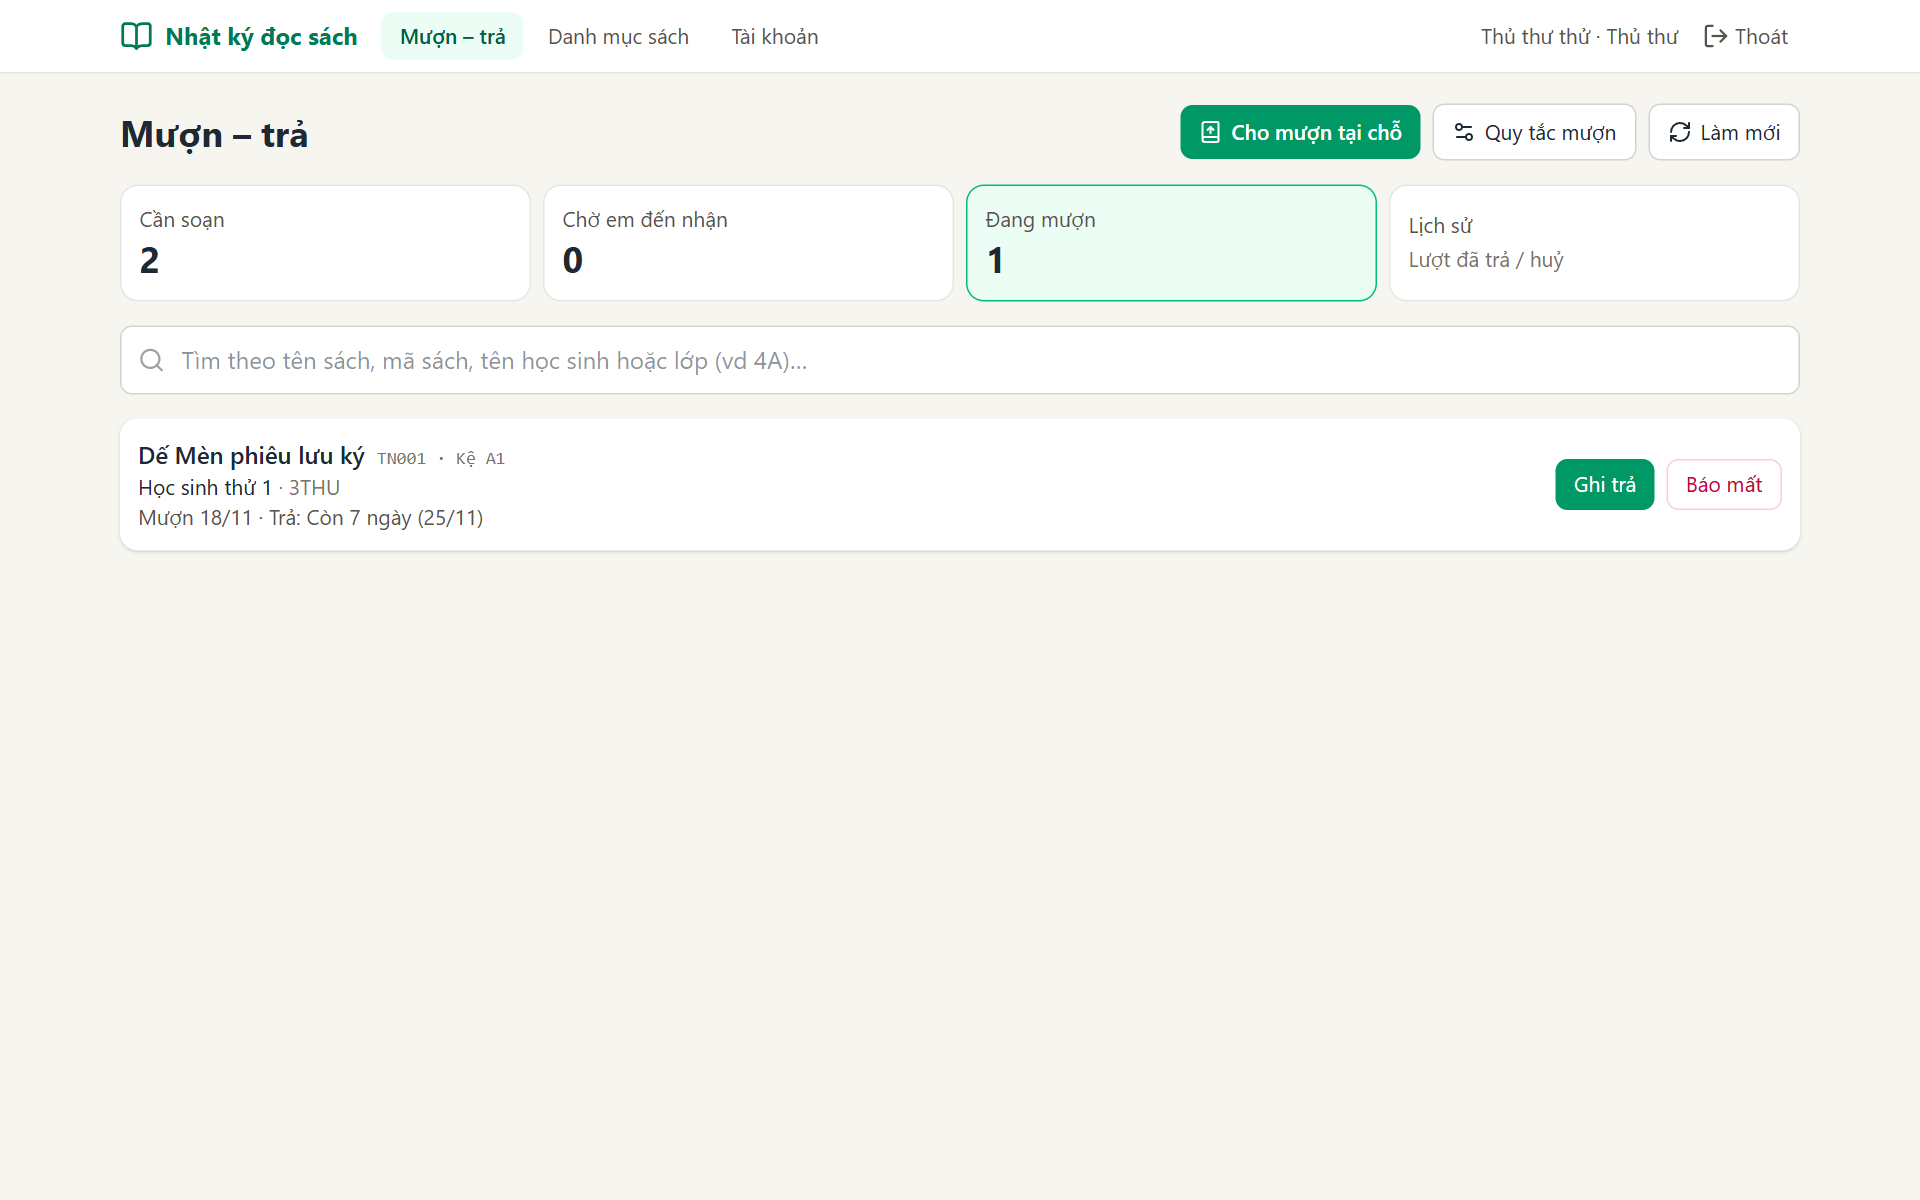 Nhật ký đọc sách
Mượn – trả
Danh mục sách
Tài khoản
Thủ thư thử · Thủ thư
Thoát
Mượn – trả
Cho mượn tại chỗ
Quy tắc mượn
Làm mới
Cần soạn
2
Chờ em đến nhận
0
Đang mượn
1
Lịch sử
Lượt đã trả / huỷ
Tìm theo tên sách, mã sách, tên học sinh hoặc lớp (vd 4A)...
Dế Mèn phiêu lưu ký TN001 · Kệ A1
Học sinh thử 1 · 3THU
Mượn 18/11 · Trả: Còn 7 ngày (25/11)
Ghi trả
Báo mất